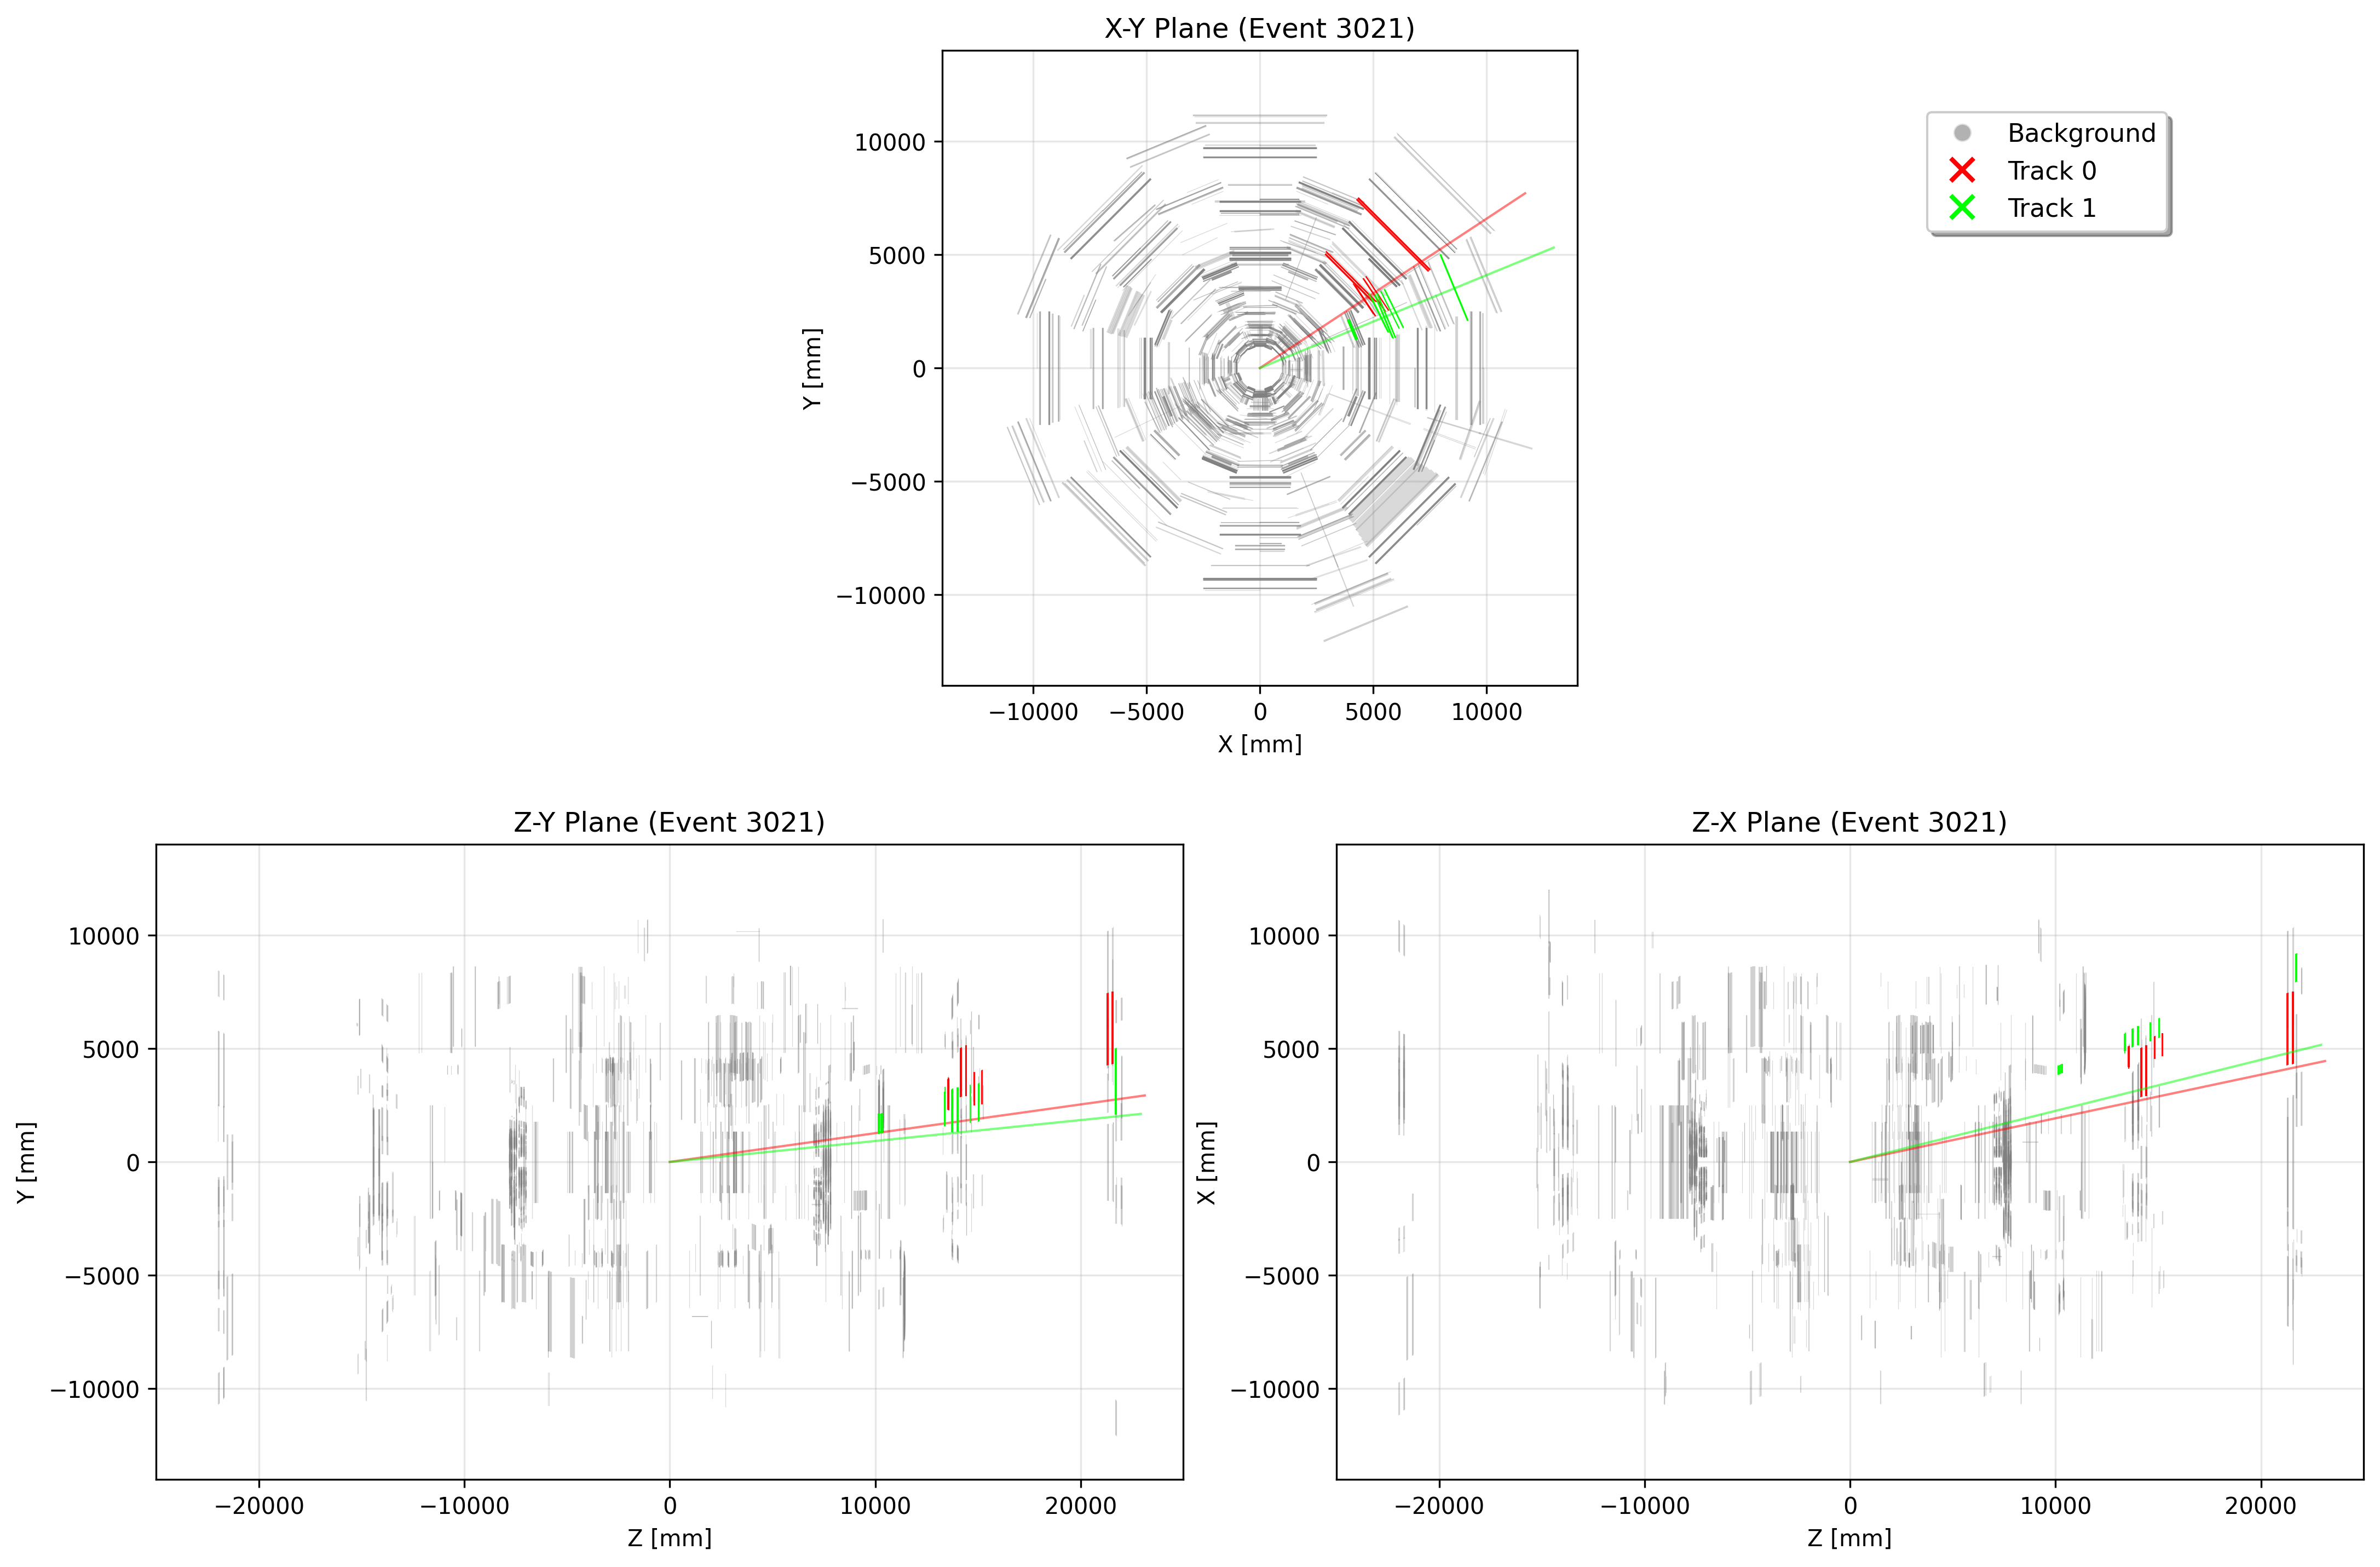 X-Y Plane (Event 3021)
Background
Track 0
Track 1
Y [mm]
10000
5000
0
−5000
−10000
−10000 −5000 0 5000 10000
X [mm]
Z-Y Plane (Event 3021)
Y [mm]
10000
5000
0
−5000
−10000
−20000 −10000 0 10000 20000
Z [mm]
Z-X Plane (Event 3021)
X [mm]
10000
5000
0
−5000
−10000
−20000 −10000 0 10000 20000
Z [mm]